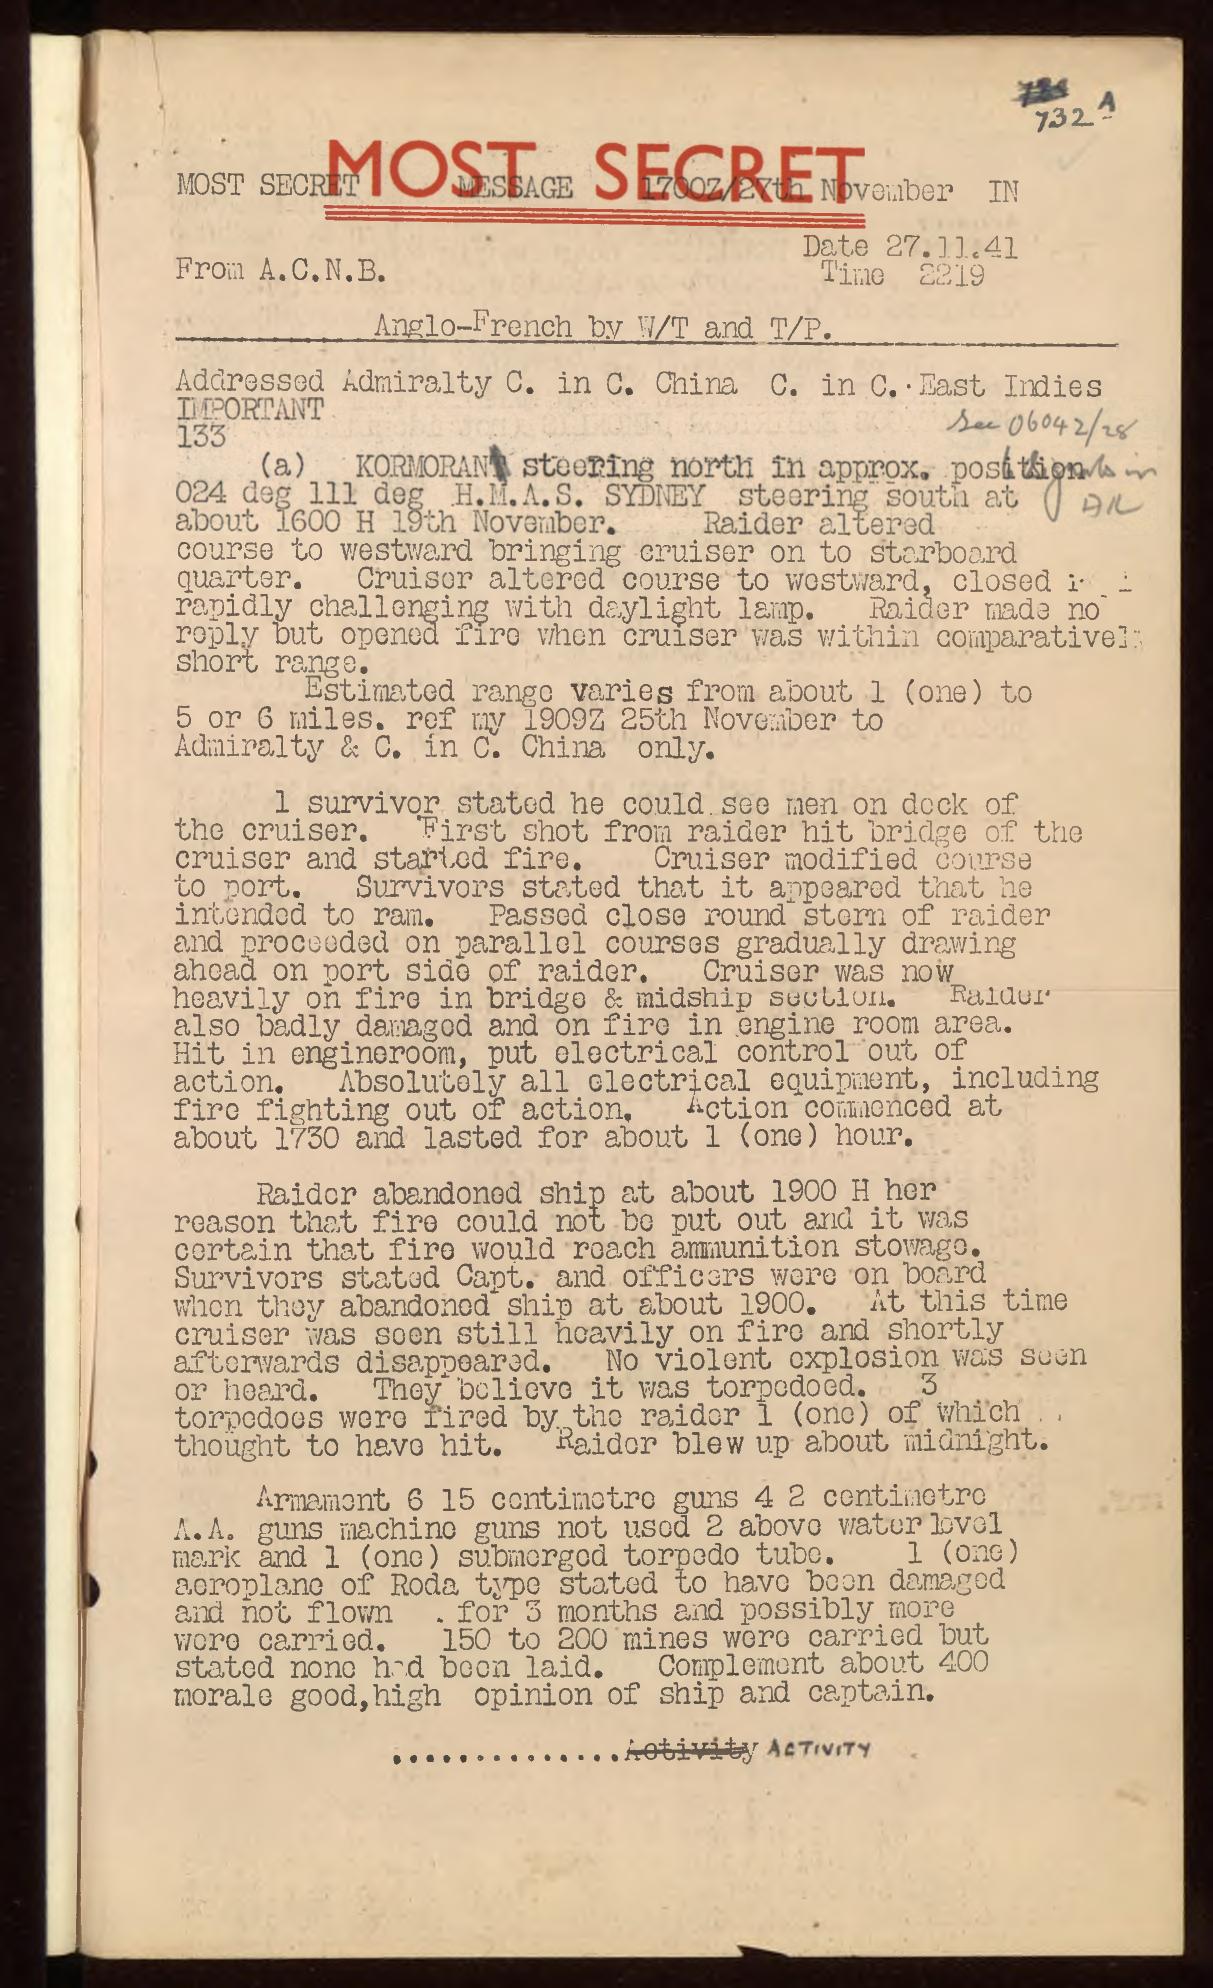 732 A
MOST SECRET
MOST SECRET MESSAGE 1700Z/27th November IN
Date 27.11.41
From A.C.N.B.
Time 2219
Anglo-French by W/T and T/P.
Addressed Admiralty C. in C. China C. in C. East Indies
IMPORTANT
See 0604Z/28
133
(a) KORMORAN steering north in approx. position
024 deg 111 deg H.M.A.S. SYDNEY steering south at
about 1600 H 19th November. Raider altered
course to westward bringing cruiser on to starboard
quarter. Cruiser altered course to westward, closed
rapidly challenging with daylight lamp. Raider made no
reply but opened fire when cruiser was within comparatively
short range.
Estimated range varies from about 1 (one) to
5 or 6 miles. ref my 1909Z 25th November to
Admiralty & C. in C. China only.
1 survivor stated he could see men on deck of
the cruiser. First shot from raider hit bridge of the
cruiser and started fire. Cruiser modified course
to port. Survivors stated that it appeared that he
intended to ram. Passed close round stern of raider
and proceeded on parallel courses gradually drawing
ahead on port side of raider. Cruiser was now
heavily on fire in bridge & midship section. Raider
also badly damaged and on fire in engine room area.
Hit in engineroom, put electrical control out of
action. Absolutely all electrical equipment, including
fire fighting out of action. Action commenced at
about 1730 and lasted for about 1 (one) hour.
Raider abandoned ship at about 1900 H her
reason that fire could not be put out and it was
certain that fire would reach ammunition stowage.
Survivors stated Capt. and officers were on board
when they abandoned ship at about 1900. At this time
cruiser was seen still heavily on fire and shortly
afterwards disappeared. No violent explosion was seen
or heard. They believe it was torpedoed. 3
torpedoes were fired by the raider 1 (one) of which
thought to have hit. Raider blew up about midnight.
Armament 6 15 centimetre guns 4 2 centimetre
A.A. guns machine guns not used 2 above water level
mark and 1 (one) submerged torpedo tube. 1 (one)
aeroplane of Roda type stated to have been damaged
and not flown . for 3 months and possibly more
were carried. 150 to 200 mines were carried but
stated none had been laid. Complement about 400
morale good, high opinion of ship and captain.
...............Activity ACTIVITY